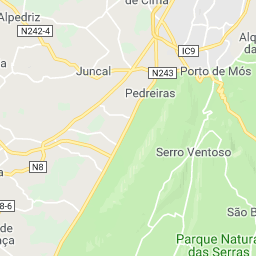 de Cima
Alpedriz
N242-4
IC9
Alq
da
Juncal
N243
Porto de Mós
Pedreiras
Serro Ventoso
N8
a
8-6
São B
de
ça
Parque Natura
das Serras